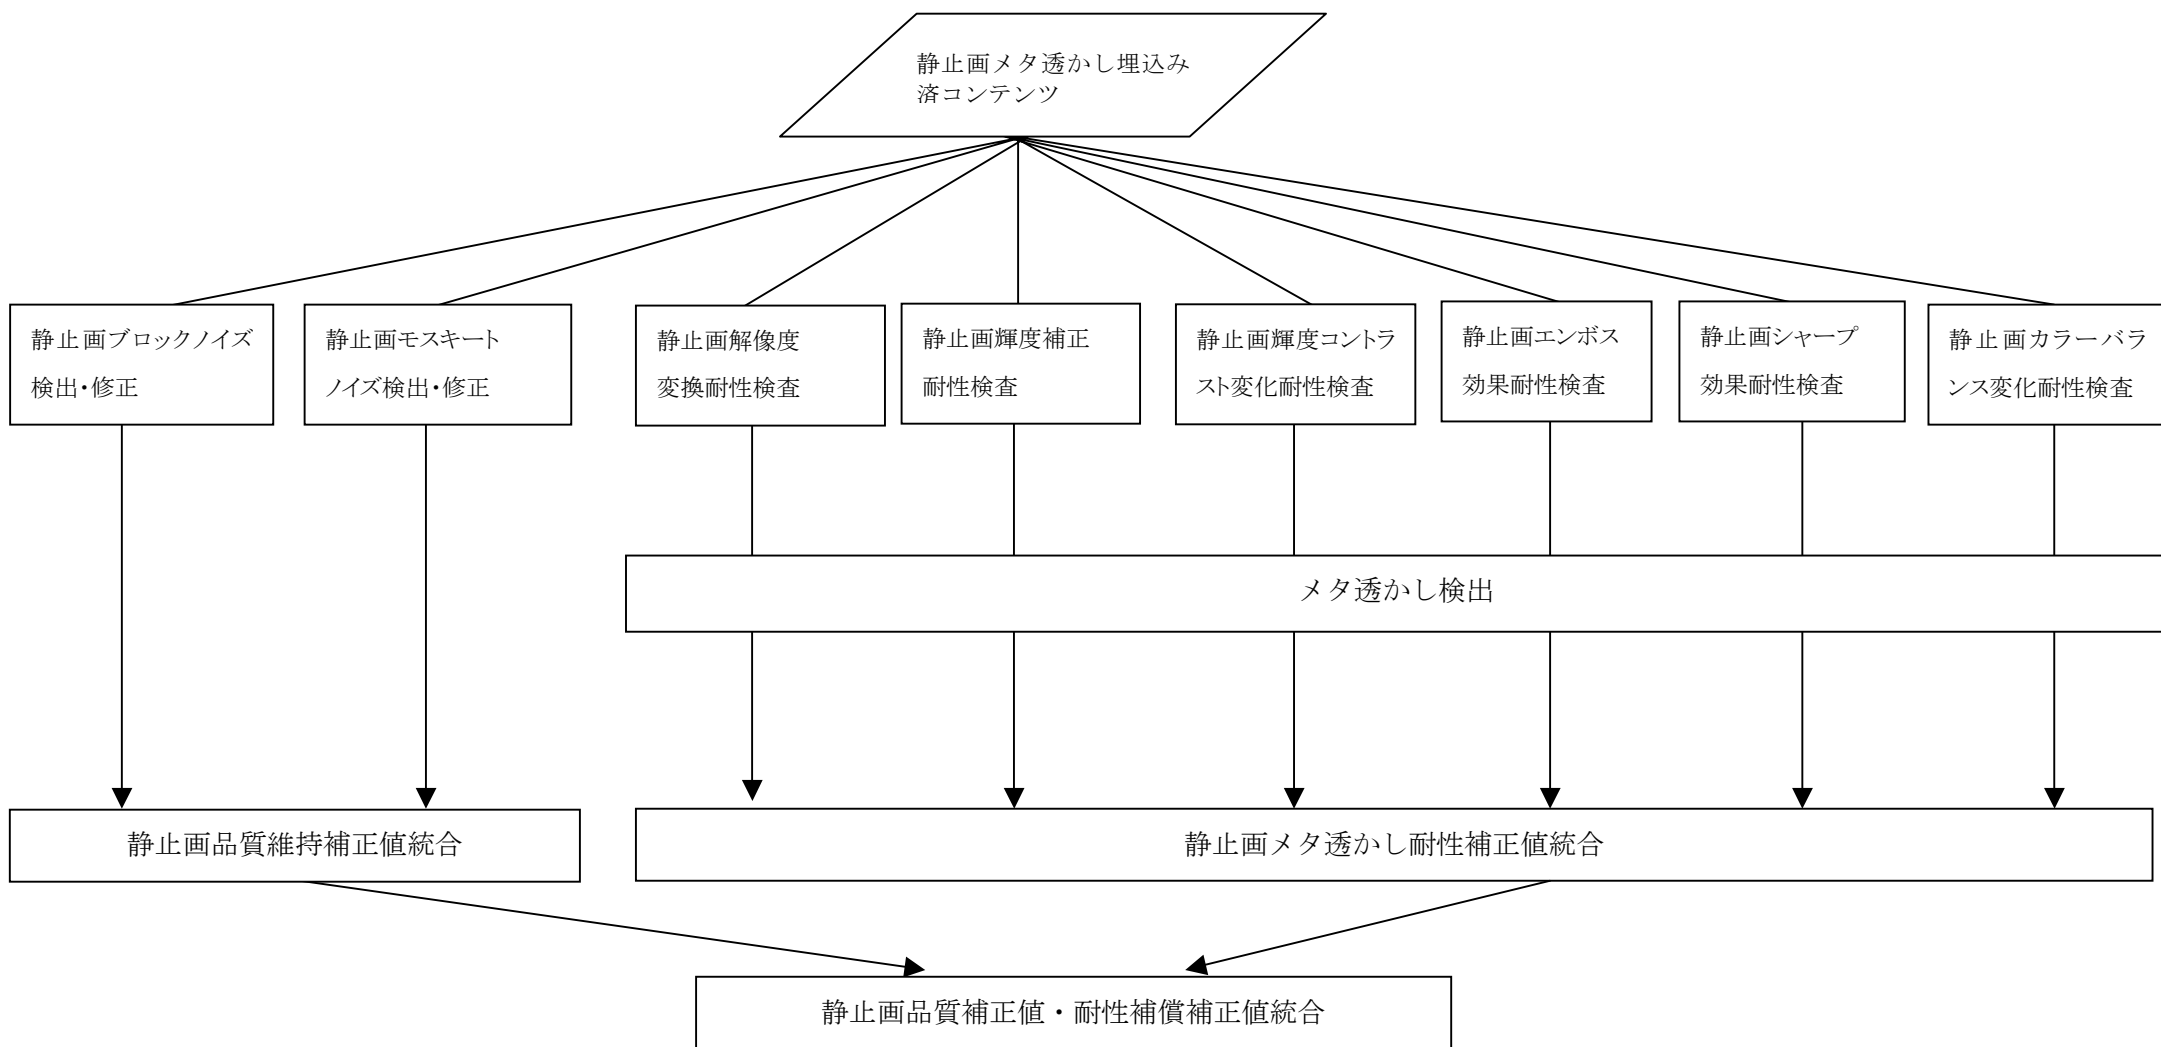 静止画メタ透かし埋込み
済コンテンツ
静止画ブロックノイズ
検出・修正
静止画モスキート
ノイズ検出・修正
静止画解像度
変換耐性検査
静止画輝度補正
耐性検査
静止画輝度コントラ
スト変化耐性検査
静止画エンボス
効果耐性検査
静止画シャープ
効果耐性検査
静止画カラーバラ
ンス変化耐性検査
メタ透かし検出
静止画品質維持補正値統合
静止画メタ透かし耐性補正値統合
静止画品質補正値・耐性補償補正値統合